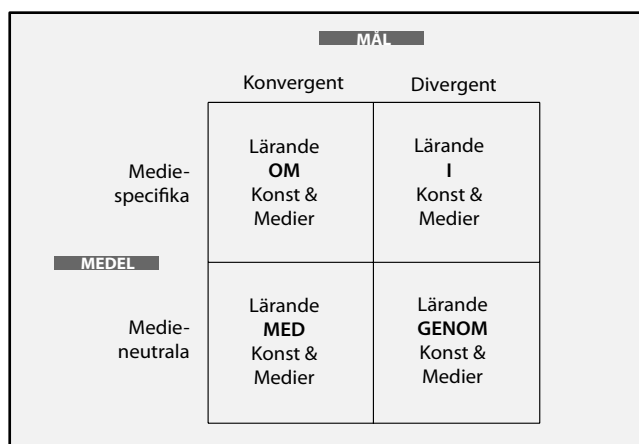 MÅL
Konvergent Divergent
Lärande
OM
Konst &
Medier
Lärande
I
Konst &
Medier
Medie-
specifika
MEDEL
Lärande
MED
Konst &
Medier
Lärande
GENOM
Konst &
Medier
Medie-
neutrala